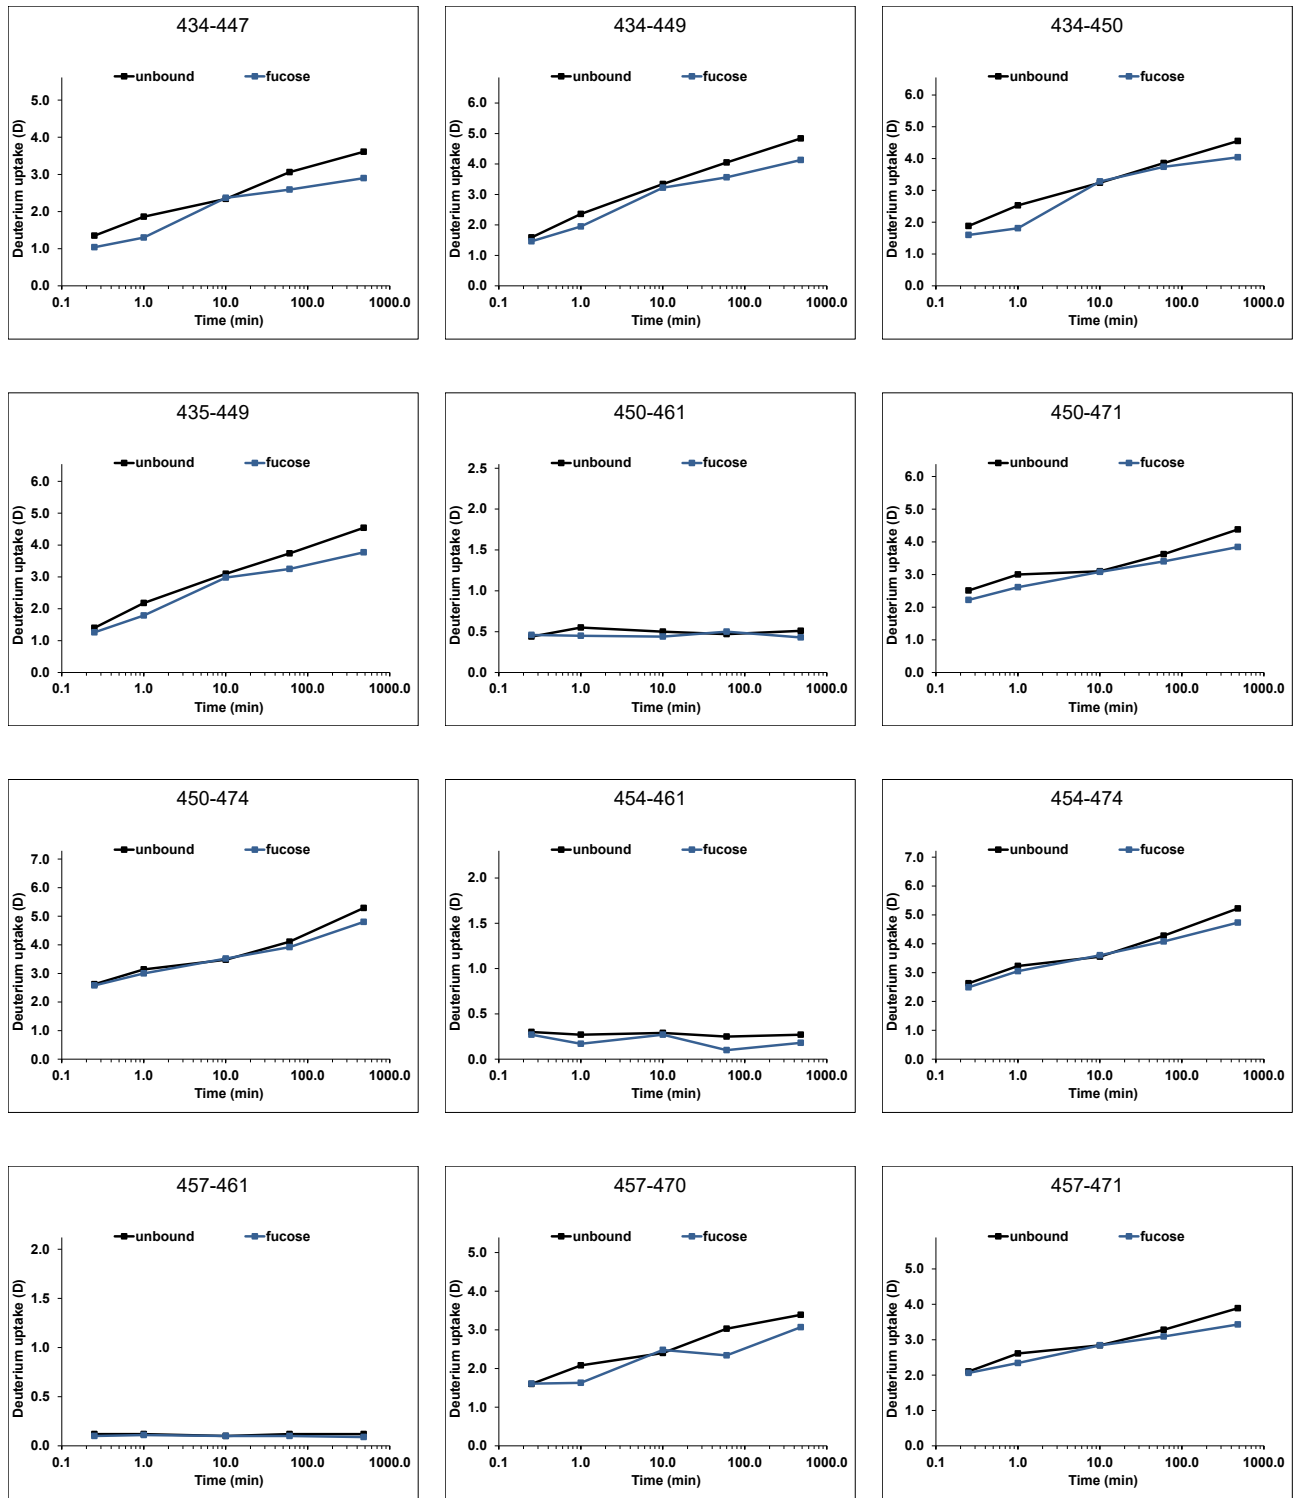 434-447
unbound fucose
Deuterium uptake (D)
5.0
4.0
3.0
2.0
1.0
0.0
0.1 1.0 10.0 100.0 1000.0
Time (min)
434-449
unbound fucose
Deuterium uptake (D)
6.0
5.0
4.0
3.0
2.0
1.0
0.0
0.1 1.0 10.0 100.0 1000.0
Time (min)
434-450
unbound fucose
Deuterium uptake (D)
6.0
5.0
4.0
3.0
2.0
1.0
0.0
0.1 1.0 10.0 100.0 1000.0
Time (min)
435-449
unbound fucose
Deuterium uptake (D)
6.0
5.0
4.0
3.0
2.0
1.0
0.0
0.1 1.0 10.0 100.0 1000.0
Time (min)
450-461
unbound fucose
Deuterium uptake (D)
2.5
2.0
1.5
1.0
0.5
0.0
0.1 1.0 10.0 100.0 1000.0
Time (min)
450-471
unbound fucose
Deuterium uptake (D)
6.0
5.0
4.0
3.0
2.0
1.0
0.0
0.1 1.0 10.0 100.0 1000.0
Time (min)
450-474
unbound fucose
Deuterium uptake (D)
7.0
6.0
5.0
4.0
3.0
2.0
1.0
0.0
0.1 1.0 10.0 100.0 1000.0
Time (min)
454-461
unbound fucose
Deuterium uptake (D)
2.0
1.5
1.0
0.5
0.0
0.1 1.0 10.0 100.0 1000.0
Time (min)
454-474
unbound fucose
Deuterium uptake (D)
7.0
6.0
5.0
4.0
3.0
2.0
1.0
0.0
0.1 1.0 10.0 100.0 1000.0
Time (min)
457-461
unbound fucose
Deuterium uptake (D)
2.0
1.5
1.0
0.5
0.0
0.1 1.0 10.0 100.0 1000.0
Time (min)
457-470
unbound fucose
Deuterium uptake (D)
5.0
4.0
3.0
2.0
1.0
0.0
0.1 1.0 10.0 100.0 1000.0
Time (min)
457-471
unbound fucose
Deuterium uptake (D)
5.0
4.0
3.0
2.0
1.0
0.0
0.1 1.0 10.0 100.0 1000.0
Time (min)